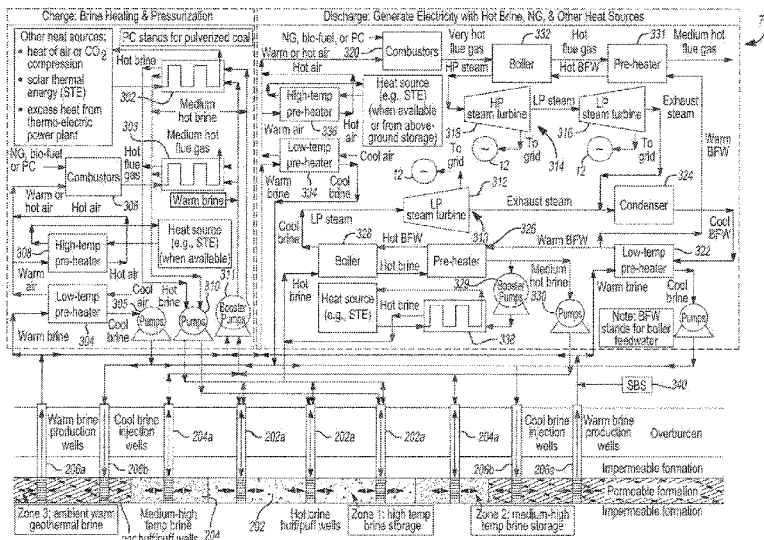 Charge: Brine Heating & Pressurization
Discharge: Generate Electricity with Hot Brine, NG, & Other Heat Sources
Other heat sources:
• heat of air or CO2
compression
• solar thermal
energy (STE)
• excess heat from
thermo-electric
power plant
PC stands for pulverized coal
Hot brine
302
Medium
hot brine
303
Medium hot
flue gas
NG, bio-fuel,
or PC
Combustors
Hot
flue
gas
Warm or
hot air
306
Hot air
Warm brine
308
High-temp
pre-heater
Heat source
(e.g., STE)
(when available)
Warm
air
Hot air
Hot
brine
310
311
Low-temp
pre-heater
305
Cool
air
Pumps
Pumps
Booster
Pumps
Warm brine
304
Cool
brine
NG, bio-fuel, or PC
Warm or hot air
320
Combustors
Very
hot flue gas
332
Hot
flue gas
331
Medium hot
flue gas
7
Boiler
Pre-heater
Hot air
HP steam
Hot BFW
High-temp
pre-heater
336
Hot
air
Warm air
Heat source
(e.g., STE)
(when available
or from above-
ground storage)
HP
steam turbine
318
LP steam
LP
steam turbine
316
Exhaust
steam
314
To
grid
To
grid
12
12
Warm
BFW
Low-temp
pre-heater
Cool air
334
Warm
brine
Cool
brine
12
To
grid
312
324
LP steam
LP
steam turbine
Exhaust steam
Condenser
Cool
BFW
Cool
brine
328
Hot BFW
313
326
Warm BFW
322
Boiler
Pre-heater
Hot brine
Low-temp
pre-heater
Warm brine
Hot
brine
329
Booster
Pumps
Medium
hot brine
330
Pumps
Cool
brine
Pumps
Heat source
(e.g., STE)
Hot brine
338
Note: BFW
stands for boiler
feedwater
SBS
340
Warm brine
production
wells
Cool brine
injection
wells
204a
202a
202a
202a
204a
Cool brine
injection
wells
Warm brine
production
wells
Overburden
206a
206b
206b
206a
Impermeable formation
Permeable formation
Impermeable formation
Zone 3: ambient warm
geothermal brine
Medium-high
temp brine
huff/puff wells
204
202
Hot brine
huff/puff wells
Zone 1: high temp
brine storage
Zone 2: medium-high
temp brine storage